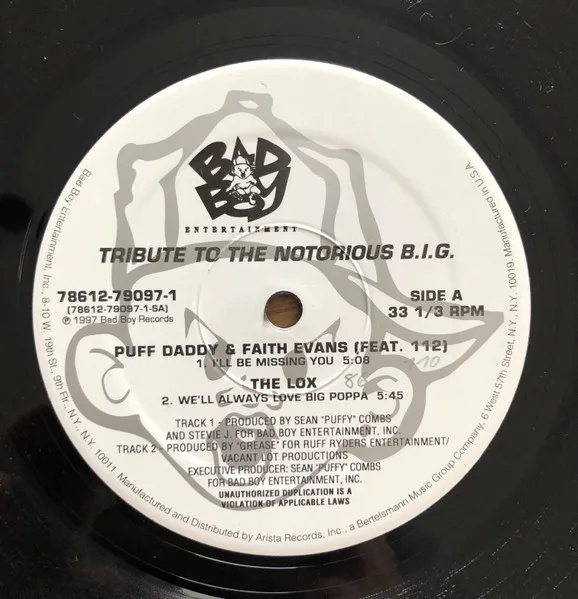 BAD
BOY
ENTERTAINMENT
TRIBUTE TO THE NOTORIOUS B.I.G.
78612-79097-1
(78612-79097-1-SA)
℗ 1997 Bad Boy Records
SIDE A
33 1/3 RPM
PUFF DADDY & FAITH EVANS (FEAT. 112)
1. I'LL BE MISSING YOU 5:08
110
THE LOX 86
2. WE'LL ALWAYS LOVE BIG POPPA 5:45
TRACK 1 - PRODUCED BY SEAN "PUFFY" COMBS
AND STEVIE J. FOR BAD BOY ENTERTAINMENT, INC.
TRACK 2 - PRODUCED BY "GREASE" FOR RUFF RYDERS ENTERTAINMENT/
VACANT LOT PRODUCTIONS
EXECUTIVE PRODUCER: SEAN "PUFFY" COMBS
FOR BAD BOY ENTERTAINMENT, INC.
UNAUTHORIZED DUPLICATION IS A
VIOLATION OF APPLICABLE LAWS
Bad Boy Entertainment, Inc., 8-10 W. 19th St., 9th Flr., N.Y., N.Y. 10011. Manufactured and Distributed by Arista Records, Inc., a Bertelsmann Music Group Company, 6 West 57th Street, N.Y., N.Y. 10019 Manufactured in U.S.A